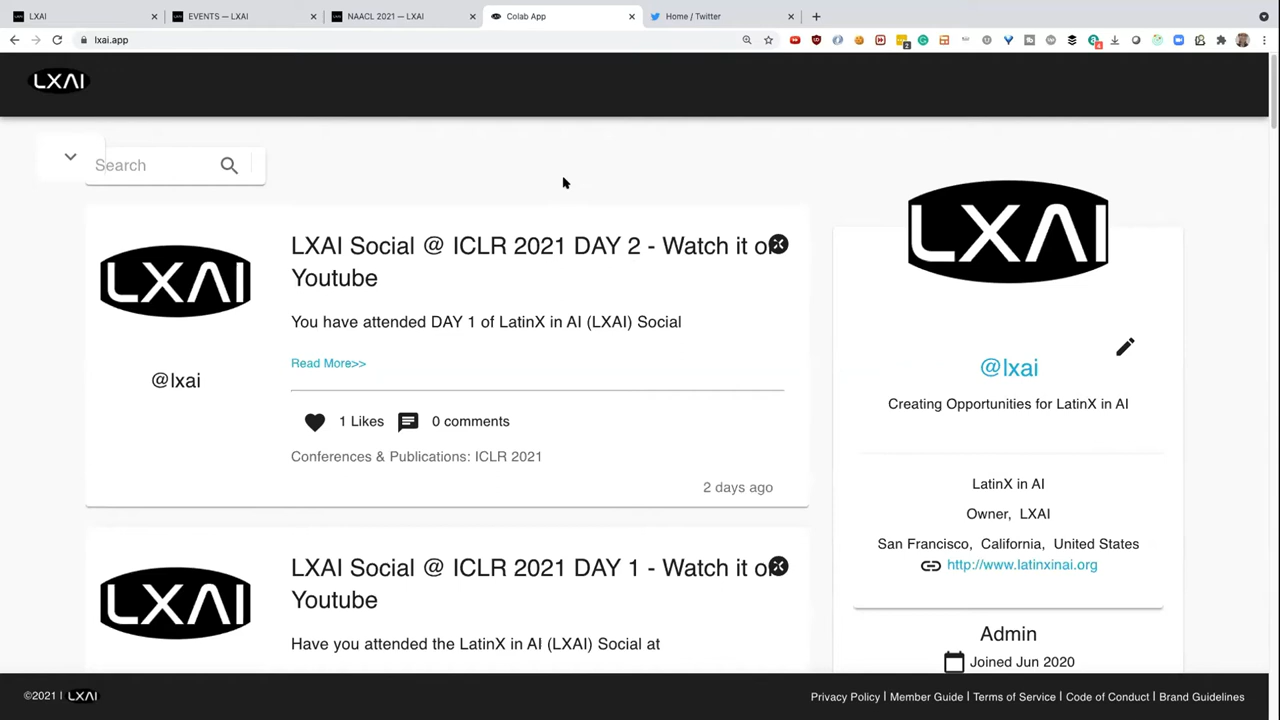 LXAI
EVENTS — LXAI
NAACL 2021 — LXAI
Colab App
Home / Twitter
lxai.app
LXAI
Search
LXAI Social @ ICLR 2021 DAY 2 - Watch it o
Youtube
You have attended DAY 1 of LatinX in AI (LXAI) Social
Read More>>
LXAI
@lxai
1 Likes
0 comments
Conferences & Publications: ICLR 2021
2 days ago
LXAI Social @ ICLR 2021 DAY 1 - Watch it o
Youtube
Have you attended the LatinX in AI (LXAI) Social at
LXAI
LXAI
@lxai
Creating Opportunities for LatinX in AI
LatinX in AI
Owner, LXAI
San Francisco, California, United States
http://www.latinxinai.org
Admin
Joined Jun 2020
©2021 | LXAI
Privacy Policy | Member Guide | Terms of Service | Code of Conduct | Brand Guidelines